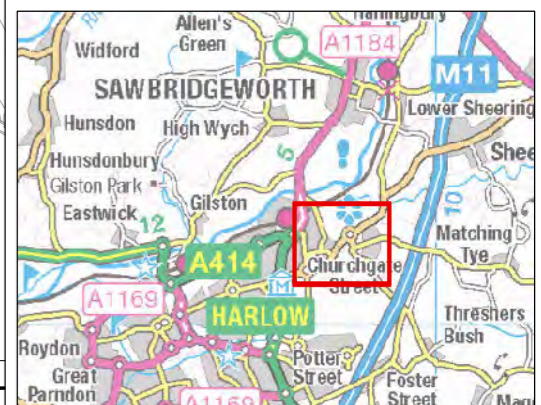 Allen's
Green
A1184
Widford
M11
SAWBRIDGEWORTH
Lower Sheering
Hunsdon
High Wych
5
Hunsdonbury
Gilston Park
Eastwick
Gilston
10
12
Matching
Tye
A414
Churchgate
Street
M
A1169
HARLOW
Threshers
Bush
Roydon
Great
Parndon
Potter
Street
Foster
Street
A1169